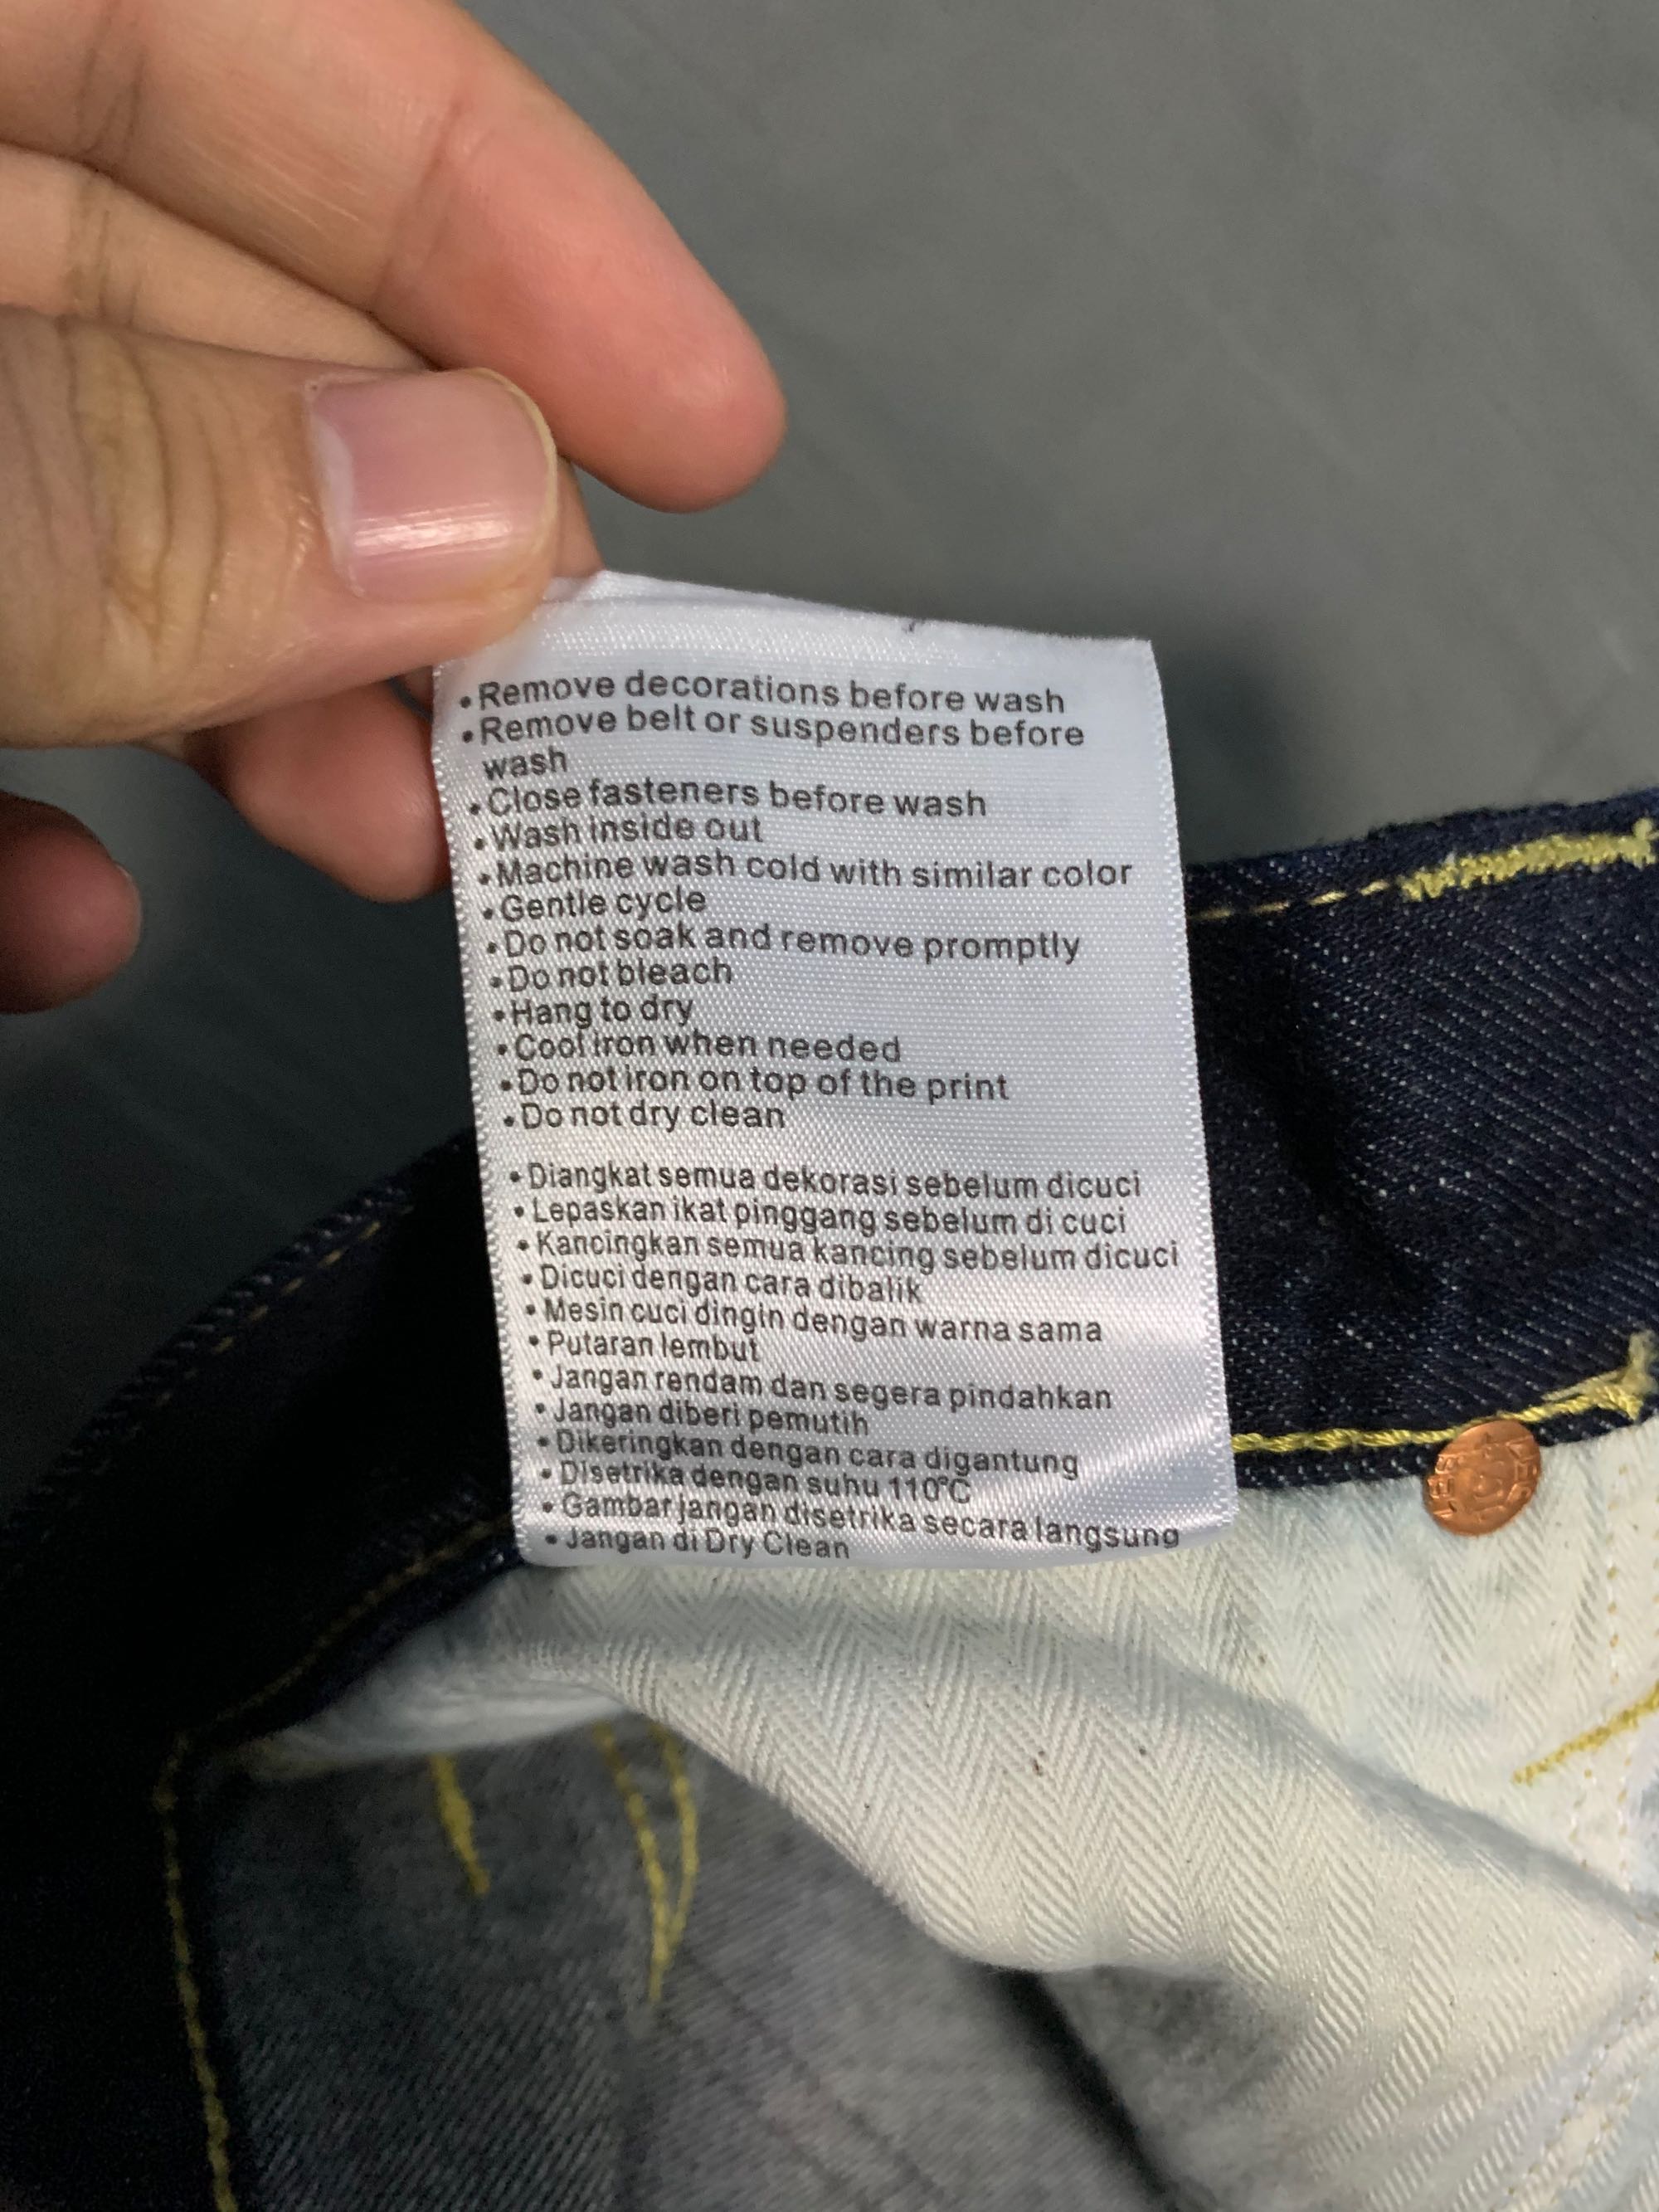 •Remove decorations before wash
•Remove belt or suspenders before
wash
•Close fasteners before wash
•Wash inside out
•Machine wash cold with similar color
•Gentle cycle
•Do not soak and remove promptly
•Do not bleach
•Hang to dry
•Cool iron when needed
•Do not iron on top of the print
•Do not dry clean
•Diangkat semua dekorasi sebelum dicuci
•Lepaskan ikat pinggang sebelum di cuci
•Kancingkan semua kancing sebelum dicuci
•Dicuci dengan cara dibalik
•Mesin cuci dingin dengan warna sama
•Putaran lembut
•Jangan rendam dan segera pindahkan
•Jangan diberi pemutih
•Dikeringkan dengan cara digantung
•Disetrika dengan suhu 110°C
•Gambar jangan disetrika secara langsung
•Jangan di Dry Clean